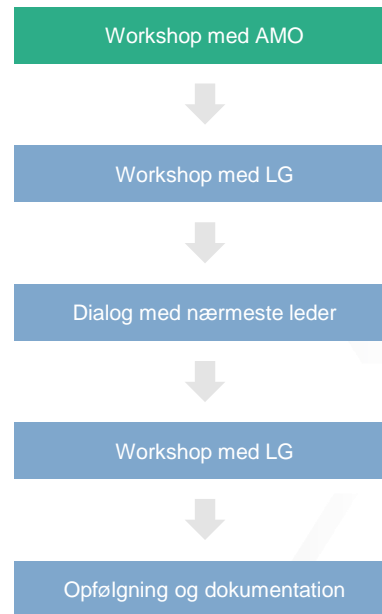 Workshop med AMO
Workshop med LG
Dialog med nærmeste leder
Workshop med LG
Opfølgning og dokumentation